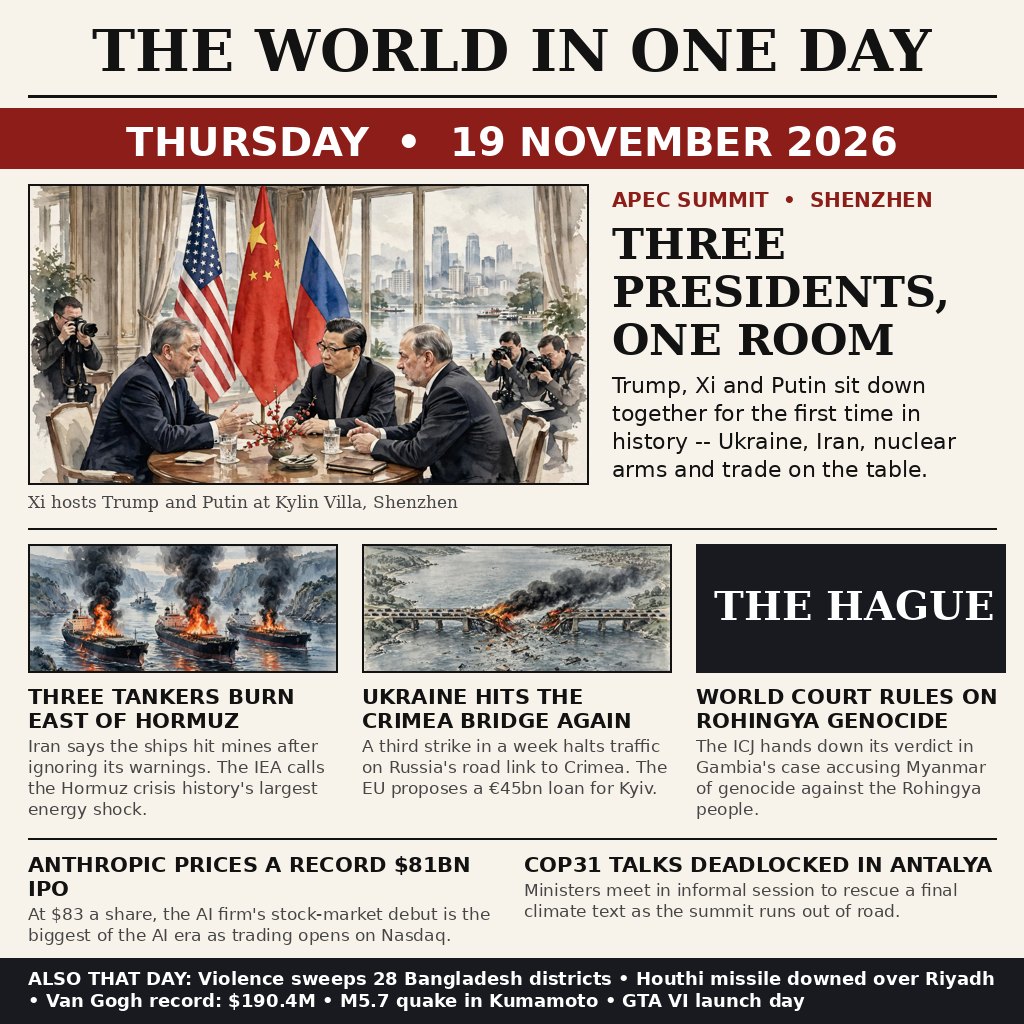 THE WORLD IN ONE DAY
THURSDAY • 19 NOVEMBER 2026
APEC SUMMIT • SHENZHEN
THREE
PRESIDENTS,
ONE ROOM
Trump, Xi and Putin sit down
together for the first time in
history -- Ukraine, Iran, nuclear
arms and trade on the table.
Xi hosts Trump and Putin at Kylin Villa, Shenzhen
THREE TANKERS BURN
EAST OF HORMUZ
Iran says the ships hit mines after
ignoring its warnings. The IEA calls
the Hormuz crisis history's largest
energy shock.
UKRAINE HITS THE
CRIMEA BRIDGE AGAIN
A third strike in a week halts traffic
on Russia's road link to Crimea. The
EU proposes a €45bn loan for Kyiv.
THE HAGUE
WORLD COURT RULES ON
ROHINGYA GENOCIDE
The ICJ hands down its verdict in
Gambia's case accusing Myanmar
of genocide against the Rohingya
people.
ANTHROPIC PRICES A RECORD $81BN
IPO
At $83 a share, the AI firm's stock-market debut is the
biggest of the AI era as trading opens on Nasdaq.
COP31 TALKS DEADLOCKED IN ANTALYA
Ministers meet in informal session to rescue a final
climate text as the summit runs out of road.
ALSO THAT DAY: Violence sweeps 28 Bangladesh districts • Houthi missile downed over Riyadh
• Van Gogh record: $190.4M • M5.7 quake in Kumamoto • GTA VI launch day